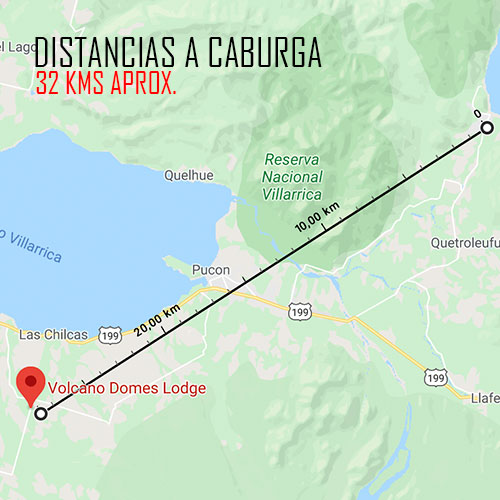 DISTANCIAS A CABURGA
32 KMS APROX.
el Lago
0.
Reserva
Nacional
Villarrica
Quelhue
10,00 km
o Villarrica
Quetroleufu
Pucon
199
20,00 km
Las Chilcas
199
199
Volcano Domes Lodge
Llafe